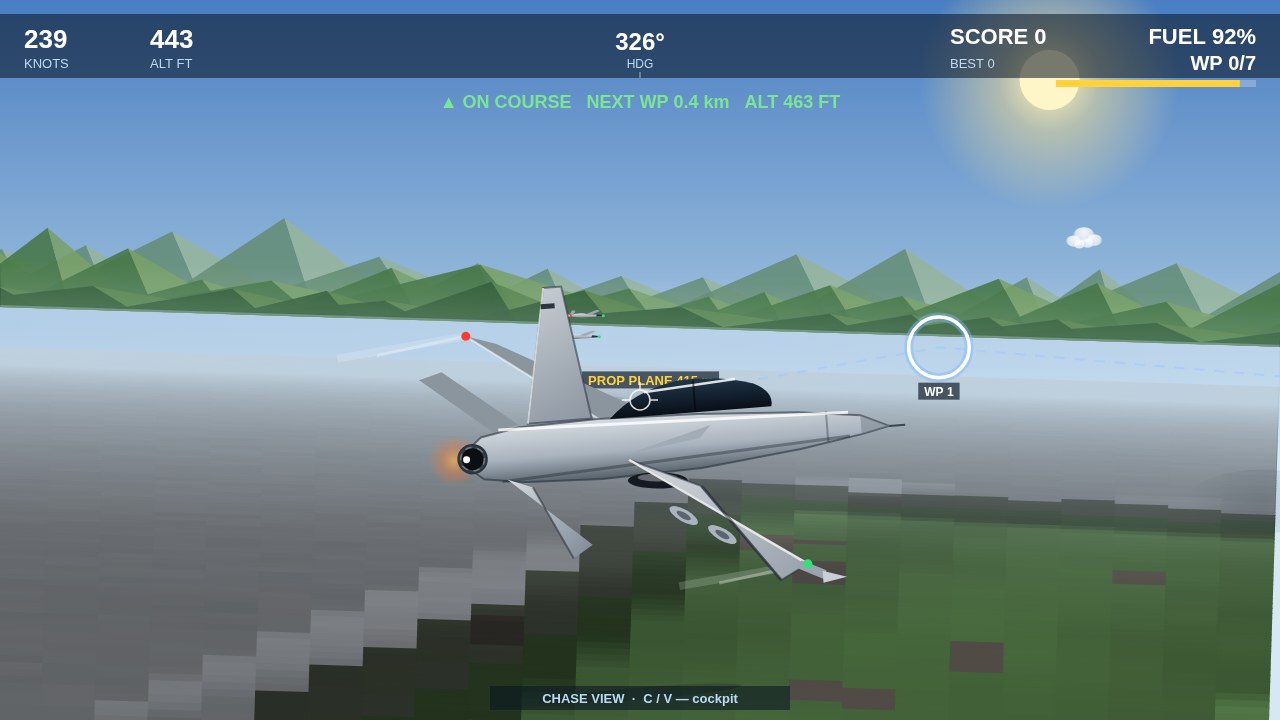 239
KNOTS
443
ALT FT
326°
HDG
SCORE 0
BEST 0
FUEL 92%
WP 0/7
▲ ON COURSE NEXT WP 0.4 km ALT 463 FT
PROP PLANE
WP 1
CHASE VIEW · C / V — cockpit